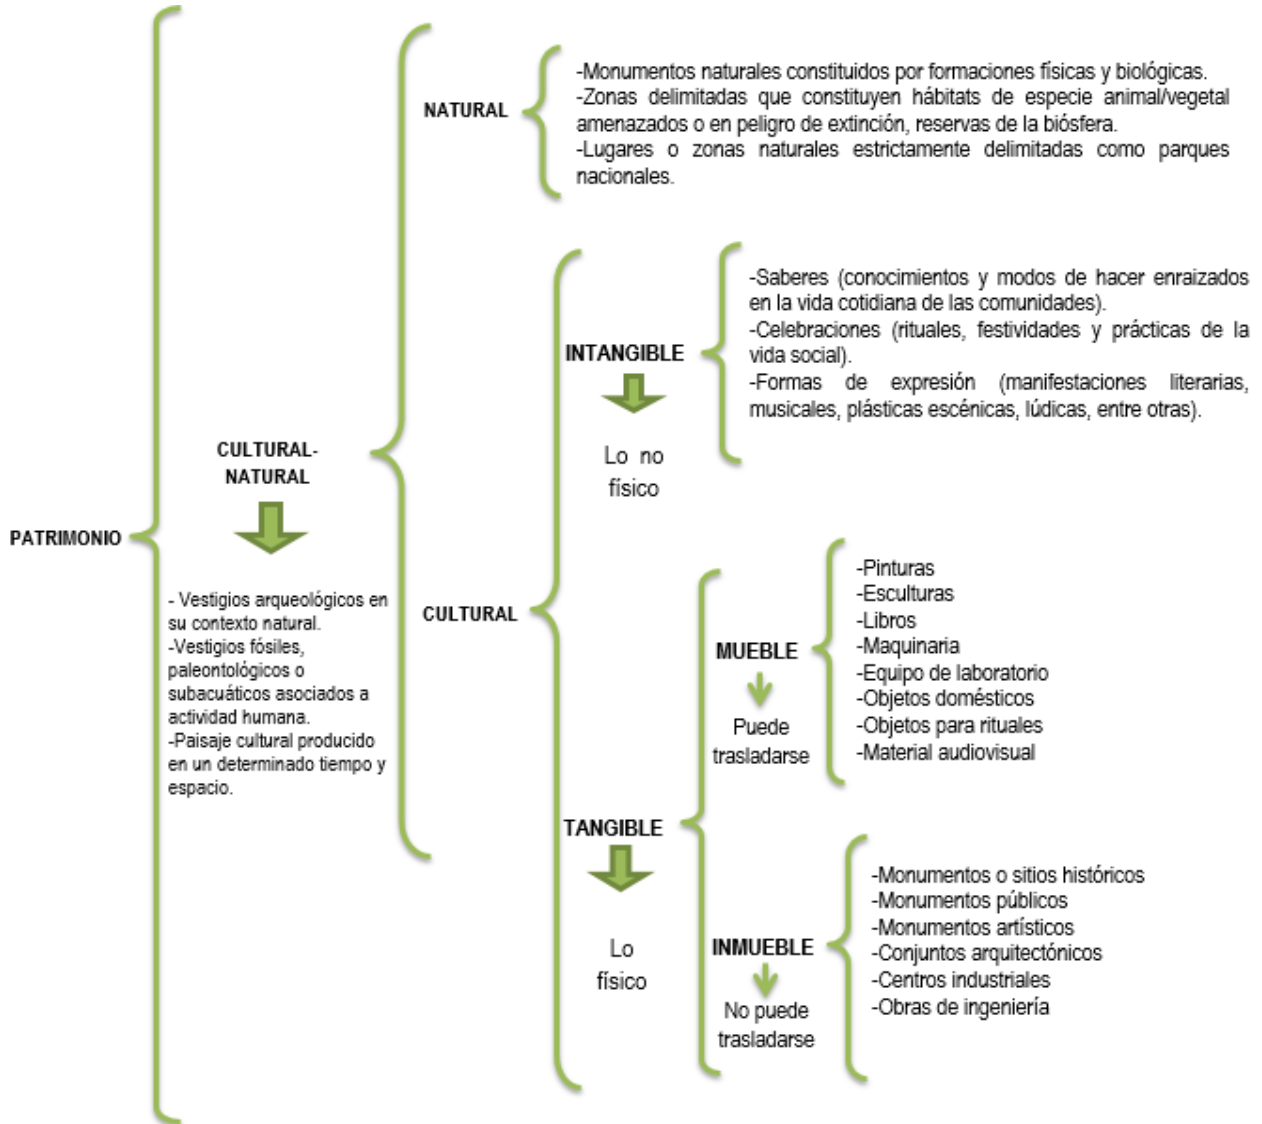 PATRIMONIO
CULTURAL-
NATURAL
- Vestigios arqueológicos en
su contexto natural.
-Vestigios fósiles,
paleontológicos o
subacuáticos asociados a
actividad humana.
-Paisaje cultural producido
en un determinado tiempo y
espacio.
NATURAL
-Monumentos naturales constituidos por formaciones físicas y biológicas.
-Zonas delimitadas que constituyen hábitats de especie animal/vegetal
amenazados o en peligro de extinción, reservas de la biósfera.
-Lugares o zonas naturales estrictamente delimitadas como parques
nacionales.
CULTURAL
INTANGIBLE
Lo no
físico
-Saberes (conocimientos y modos de hacer enraizados
en la vida cotidiana de las comunidades).
-Celebraciones (rituales, festividades y prácticas de la
vida social).
-Formas de expresión (manifestaciones literarias,
musicales, plásticas escénicas, lúdicas, entre otras).
TANGIBLE
Lo
físico
MUEBLE
Puede
trasladarse
-Pinturas
-Esculturas
-Libros
-Maquinaria
-Equipo de laboratorio
-Objetos domésticos
-Objetos para rituales
-Material audiovisual
INMUEBLE
No puede
trasladarse
-Monumentos o sitios históricos
-Monumentos públicos
-Monumentos artísticos
-Conjuntos arquitectónicos
-Centros industriales
-Obras de ingeniería